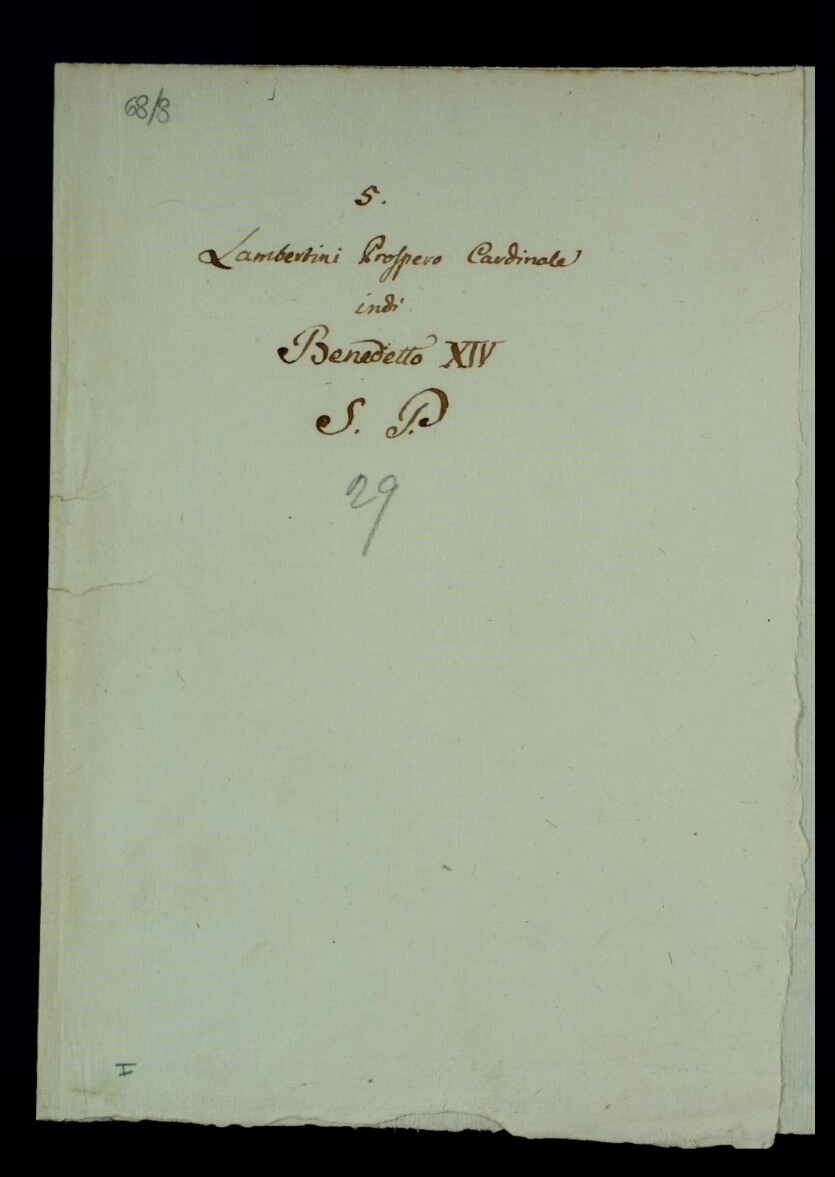 68/8
5.
Lambertini Prospero Cardinale
indi
Benedetto XIV
S. P.
29
I